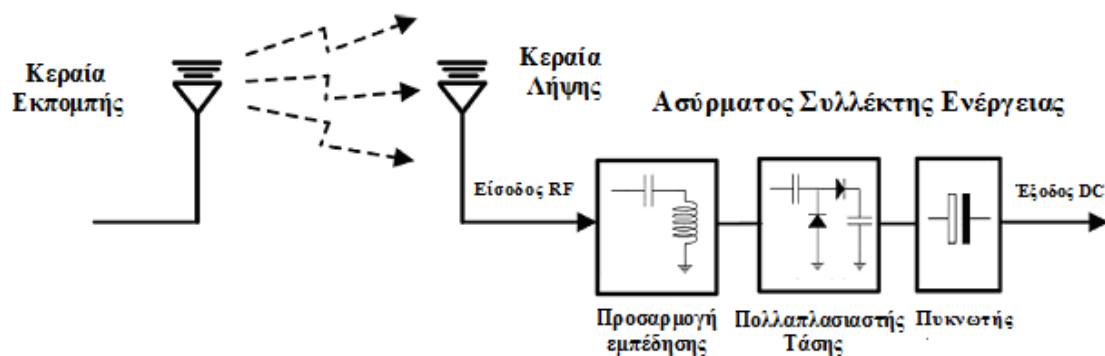 Κεραία
Εκπομπής
Κεραία
Λήψης
Ασύρματος Συλλέκτης Ενέργειας
Είσοδος RF
Έξοδος DC
Προσαρμογή
εμπέδησης
Πολλαπλασιαστής
Τάσης
Πυκνωτής